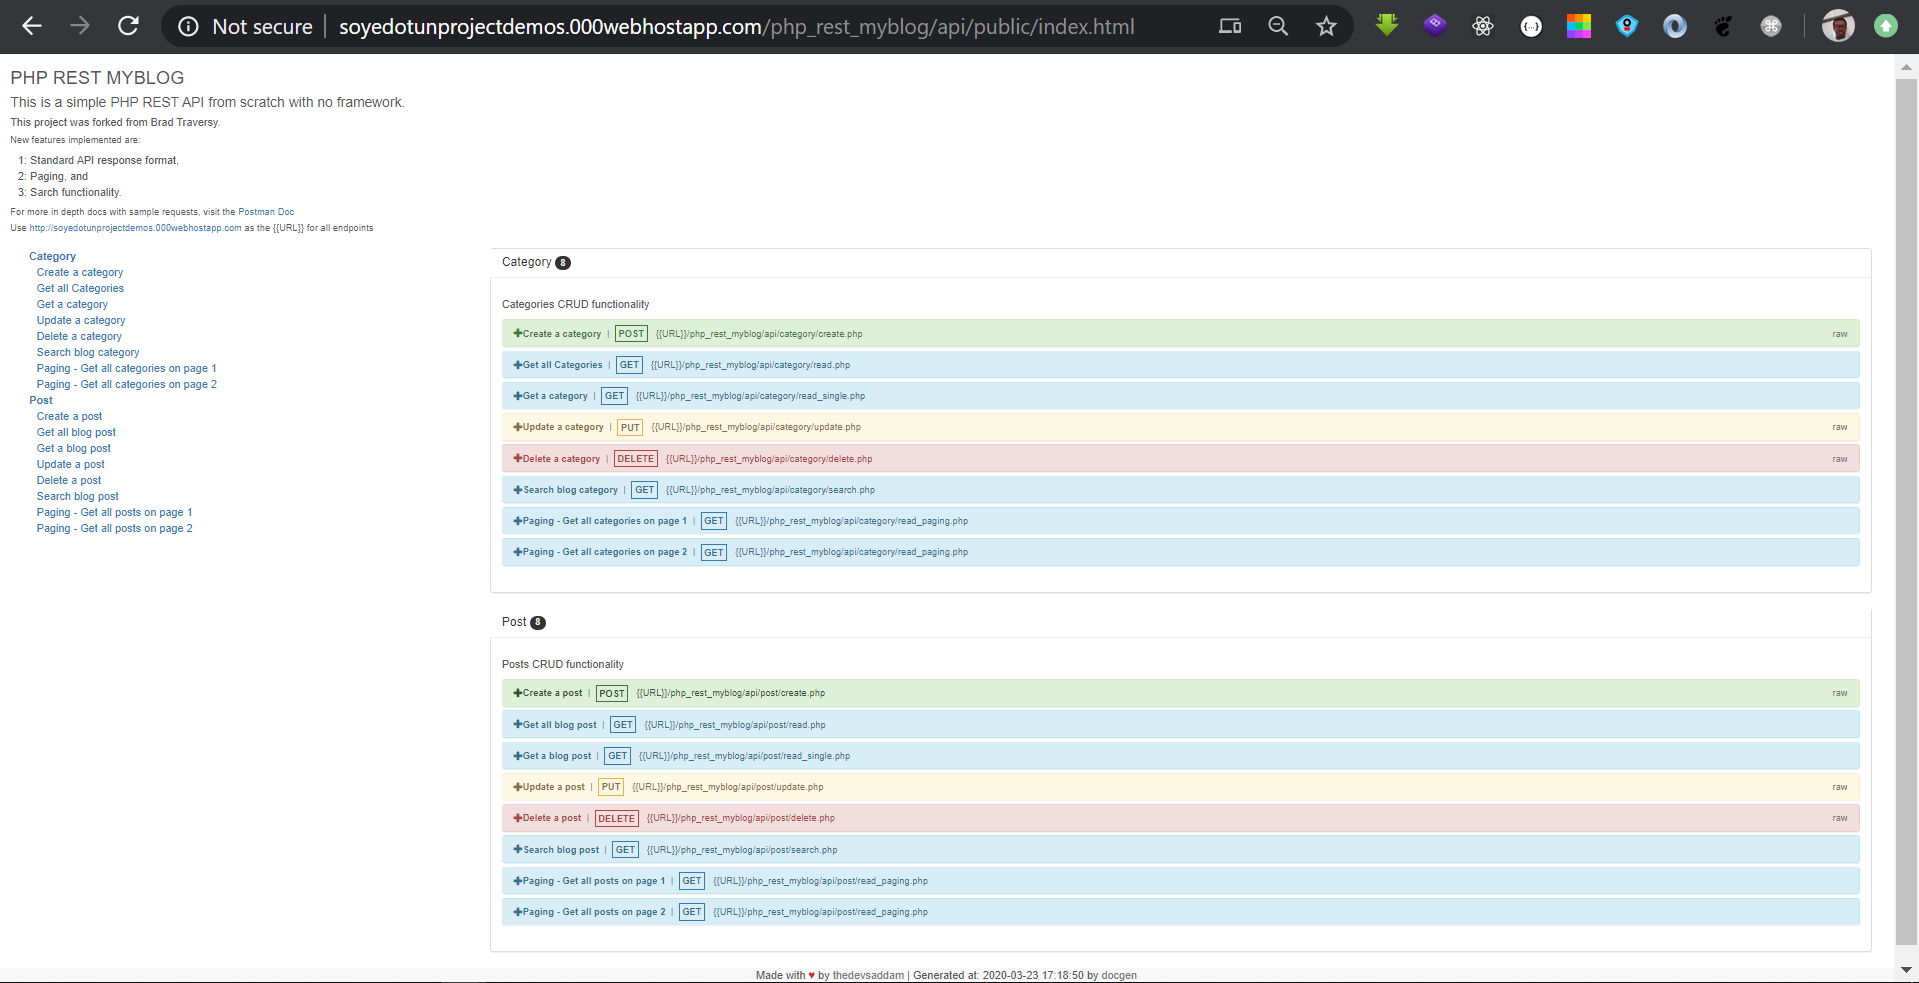 Not secure | soyedotunprojectdemos.000webhostapp.com/php_rest_myblog/api/public/index.html
PHP REST MYBLOG
This is a simple PHP REST API from scratch with no framework.
This project was forked from Brad Traversy.
New features implemented are:
1: Standard API response format,
2: Paging, and
3: Sarch functionality.
For more in depth docs with sample requests, visit the Postman Doc
Use http://soyedotunprojectdemos.000webhostapp.com as the {{URL}} for all endpoints
Category
Create a category
Get all Categories
Get a category
Update a category
Delete a category
Search blog category
Paging - Get all categories on page 1
Paging - Get all categories on page 2
Post
Create a post
Get all blog post
Get a blog post
Update a post
Delete a post
Search blog post
Paging - Get all posts on page 1
Paging - Get all posts on page 2
Category 8
Categories CRUD functionality
Create a category | POST {{URL}}/php_rest_myblog/api/category/create.php raw
Get all Categories | GET {{URL}}/php_rest_myblog/api/category/read.php
Get a category | GET {{URL}}/php_rest_myblog/api/category/read_single.php
Update a category | PUT {{URL}}/php_rest_myblog/api/category/update.php raw
Delete a category | DELETE {{URL}}/php_rest_myblog/api/category/delete.php raw
Search blog category | GET {{URL}}/php_rest_myblog/api/category/search.php
Paging - Get all categories on page 1 | GET {{URL}}/php_rest_myblog/api/category/read_paging.php
Paging - Get all categories on page 2 | GET {{URL}}/php_rest_myblog/api/category/read_paging.php
Post 8
Posts CRUD functionality
Create a post | POST {{URL}}/php_rest_myblog/api/post/create.php raw
Get all blog post | GET {{URL}}/php_rest_myblog/api/post/read.php
Get a blog post | GET {{URL}}/php_rest_myblog/api/post/read_single.php
Update a post | PUT {{URL}}/php_rest_myblog/api/post/update.php raw
Delete a post | DELETE {{URL}}/php_rest_myblog/api/post/delete.php raw
Search blog post | GET {{URL}}/php_rest_myblog/api/post/search.php
Paging - Get all posts on page 1 | GET {{URL}}/php_rest_myblog/api/post/read_paging.php
Paging - Get all posts on page 2 | GET {{URL}}/php_rest_myblog/api/post/read_paging.php
Made with ♥ by thedevsaddam | Generated at: 2020-03-23 17:18:50 by docgen